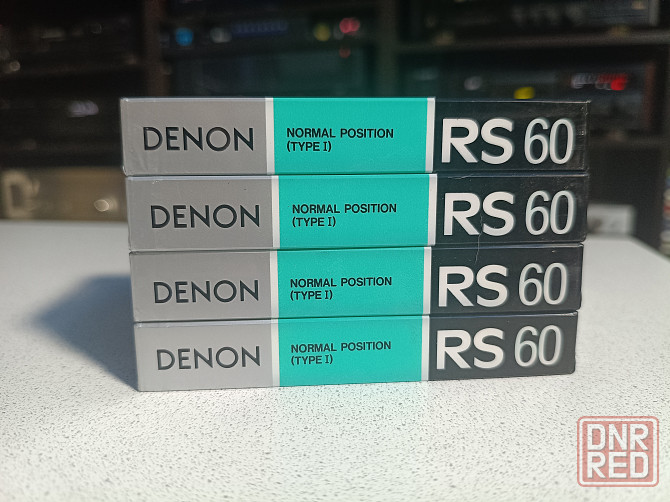 DENON NORMAL POSITION RS 60
(TYPE I)
DENON NORMAL POSITION RS 60
(TYPE I)
DENON NORMAL POSITION RS 60
(TYPE I)
DENON NORMAL POSITION RS 60
(TYPE I)
DNR
RED